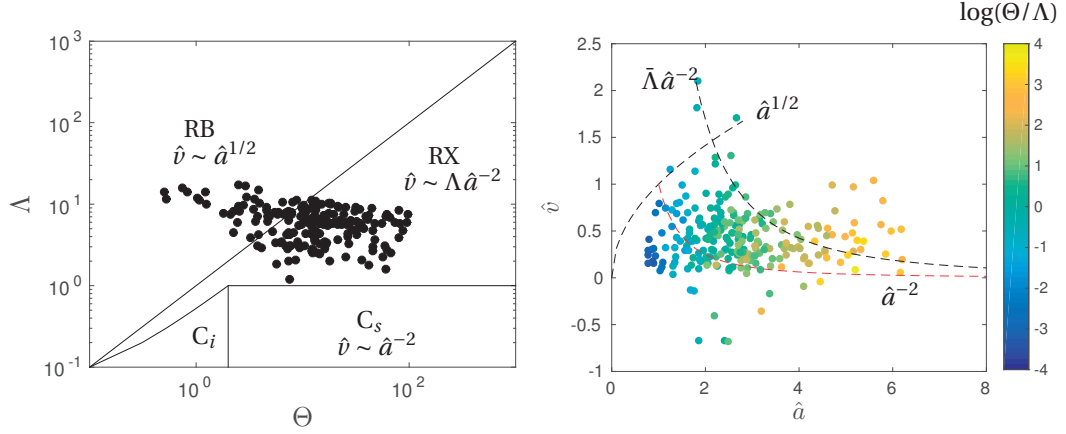 10^3
10^2
10^1
10^0
10^-1
Λ
RB
v̂ ~ â^{1/2}
RX
v̂ ~ Λâ^{-2}
C_i
C_s
v̂ ~ â^{-2}
10^0
10^2
Θ
log(Θ/Λ)
2.5
2
1.5
1
0.5
0
-0.5
-1
v̂
Λ̄â^{-2}
â^{1/2}
â^{-2}
0
2
4
6
8
â
4
3
2
1
0
-1
-2
-3
-4